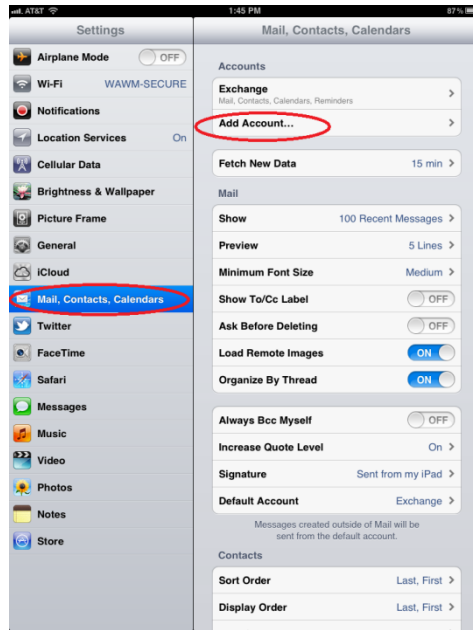 AT&T 1:45 PM 87%
Settings
Airplane Mode OFF
Wi-Fi WAWM-SECURE
Notifications
Location Services On
Cellular Data
Brightness & Wallpaper
Picture Frame
General
iCloud
Mail, Contacts, Calendars
Twitter
FaceTime
Safari
Messages
Music
Video
Photos
Notes
Store
Mail, Contacts, Calendars
Accounts
Exchange
Mail, Contacts, Calendars, Reminders
Add Account...
Fetch New Data 15 min
Mail
Show 100 Recent Messages
Preview 5 Lines
Minimum Font Size Medium
Show To/Cc Label OFF
Ask Before Deleting OFF
Load Remote Images ON
Organize By Thread ON
Always Bcc Myself OFF
Increase Quote Level On
Signature Sent from my iPad
Default Account Exchange
Messages created outside of Mail will be
sent from the default account.
Contacts
Sort Order Last, First
Display Order Last, First